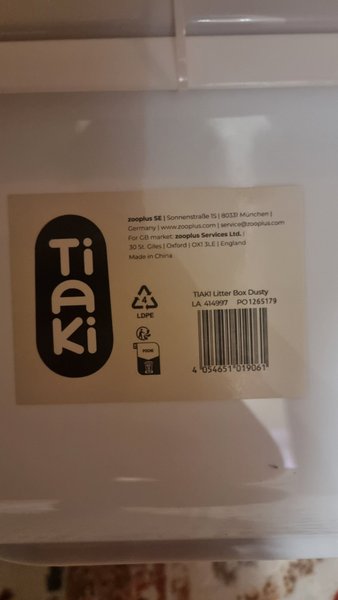 TiAKi
zooplus SE | Sonnenstraße 15 | 80331 München |
Germany | www.zooplus.com | service@zooplus.com
For GB market: zooplus Services Ltd. |
30 St. Giles | Oxford | OX1 3LE | England
Made in China
4
LDPE
TIAKI Litter Box Dusty
LA 414997 PO1265179
4 054651 019061